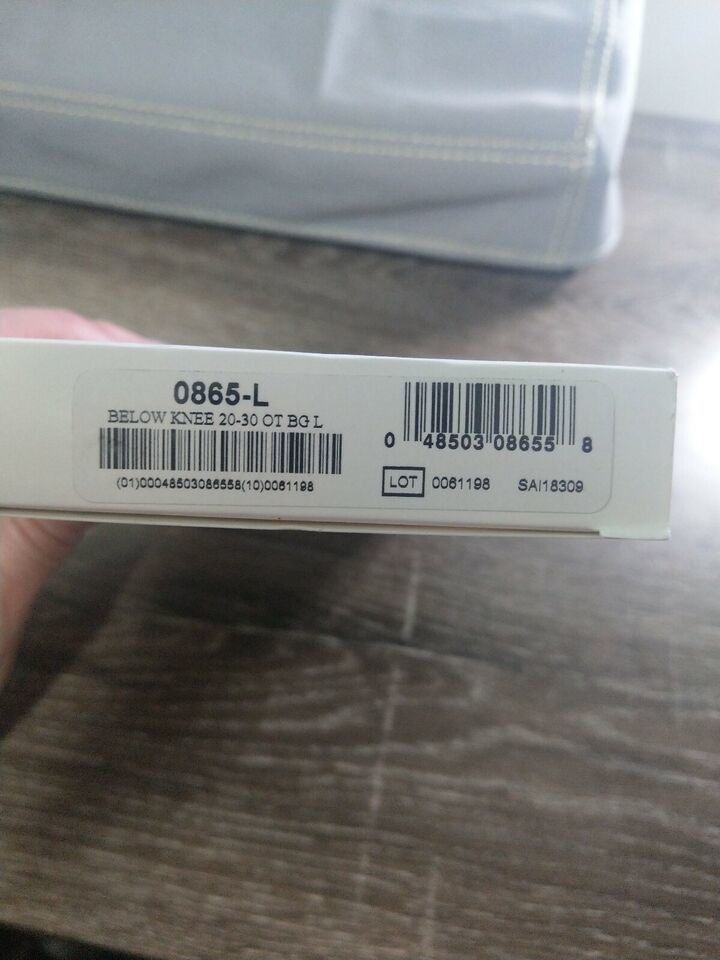 0865-L
BELOW KNEE 20-30 OT BG L
(01)00048503086558(10)0061198
0 48503 08655 8
LOT 0061198 SAI18309